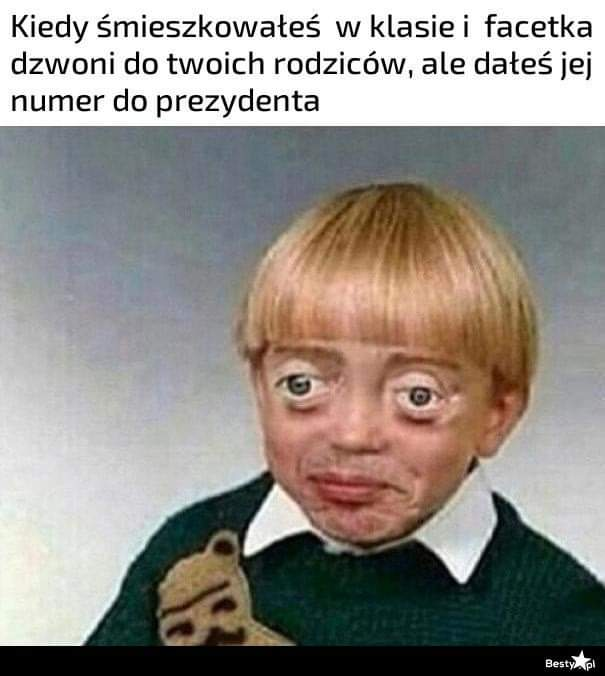 Kiedy śmieszkowałeś w klasie i facetka
dzwoni do twoich rodziców, ale dałeś jej
numer do prezydenta
Besty.pl